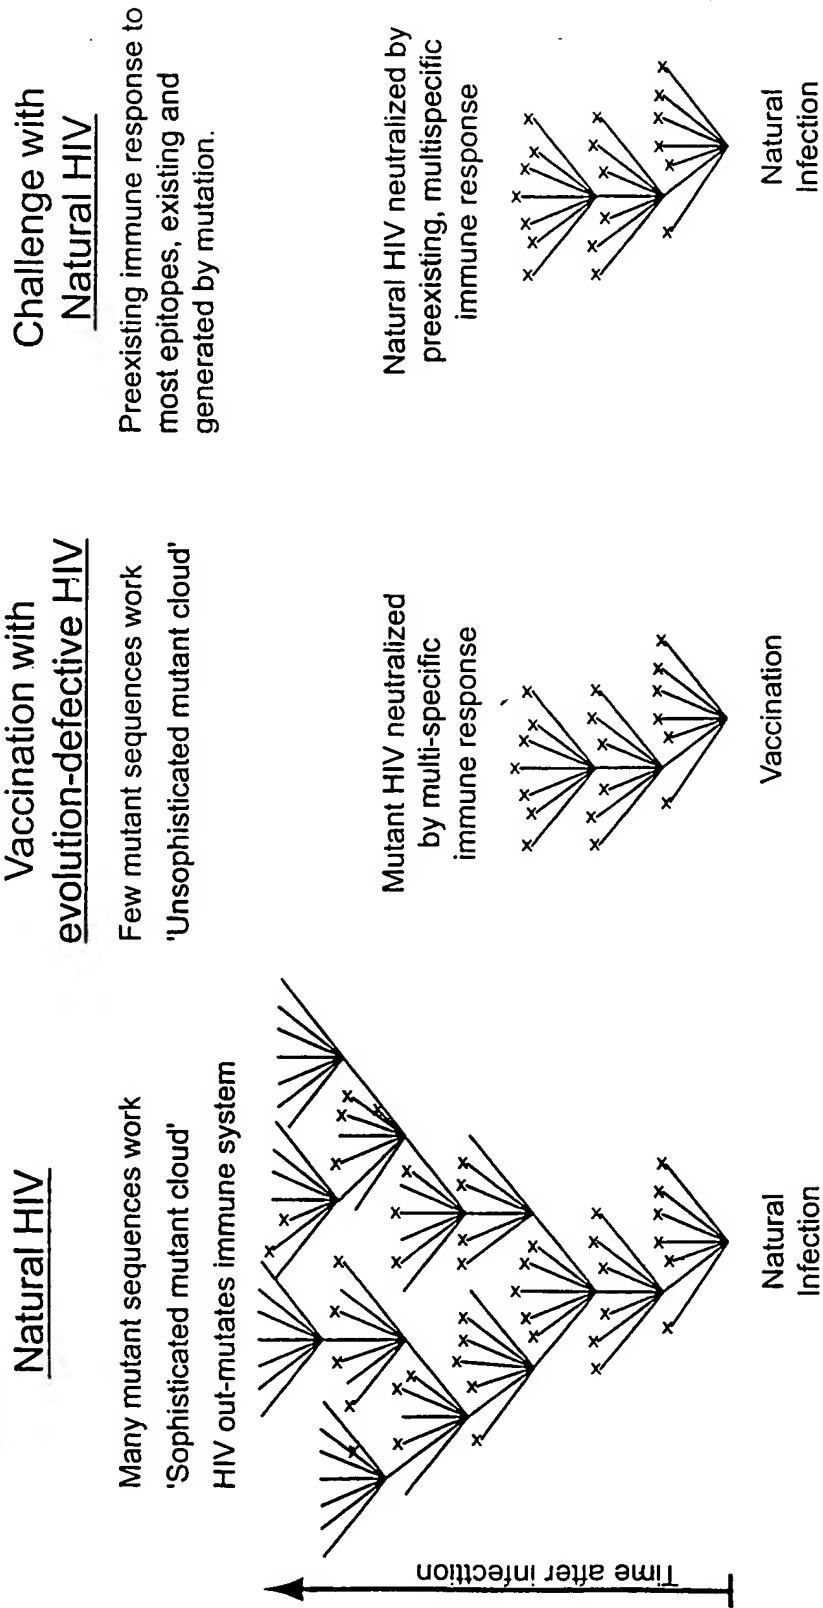 Natural HIV
Many mutant sequences work
'Sophisticated mutant cloud'
HIV out-mutates immune system
Time after infecttion
Natural
Infection
Vaccination with
evolution-defective HIV
Few mutant sequences work
'Unsophisticated mutant cloud'
Mutant HIV neutralized
by multi-specific
immune response
Vaccination
Challenge with
Natural HIV
Preexisting immune response to
most epitopes, existing and
generated by mutation.
Natural HIV neutralized by
preexisting, multispecific
immune response
Natural
Infection